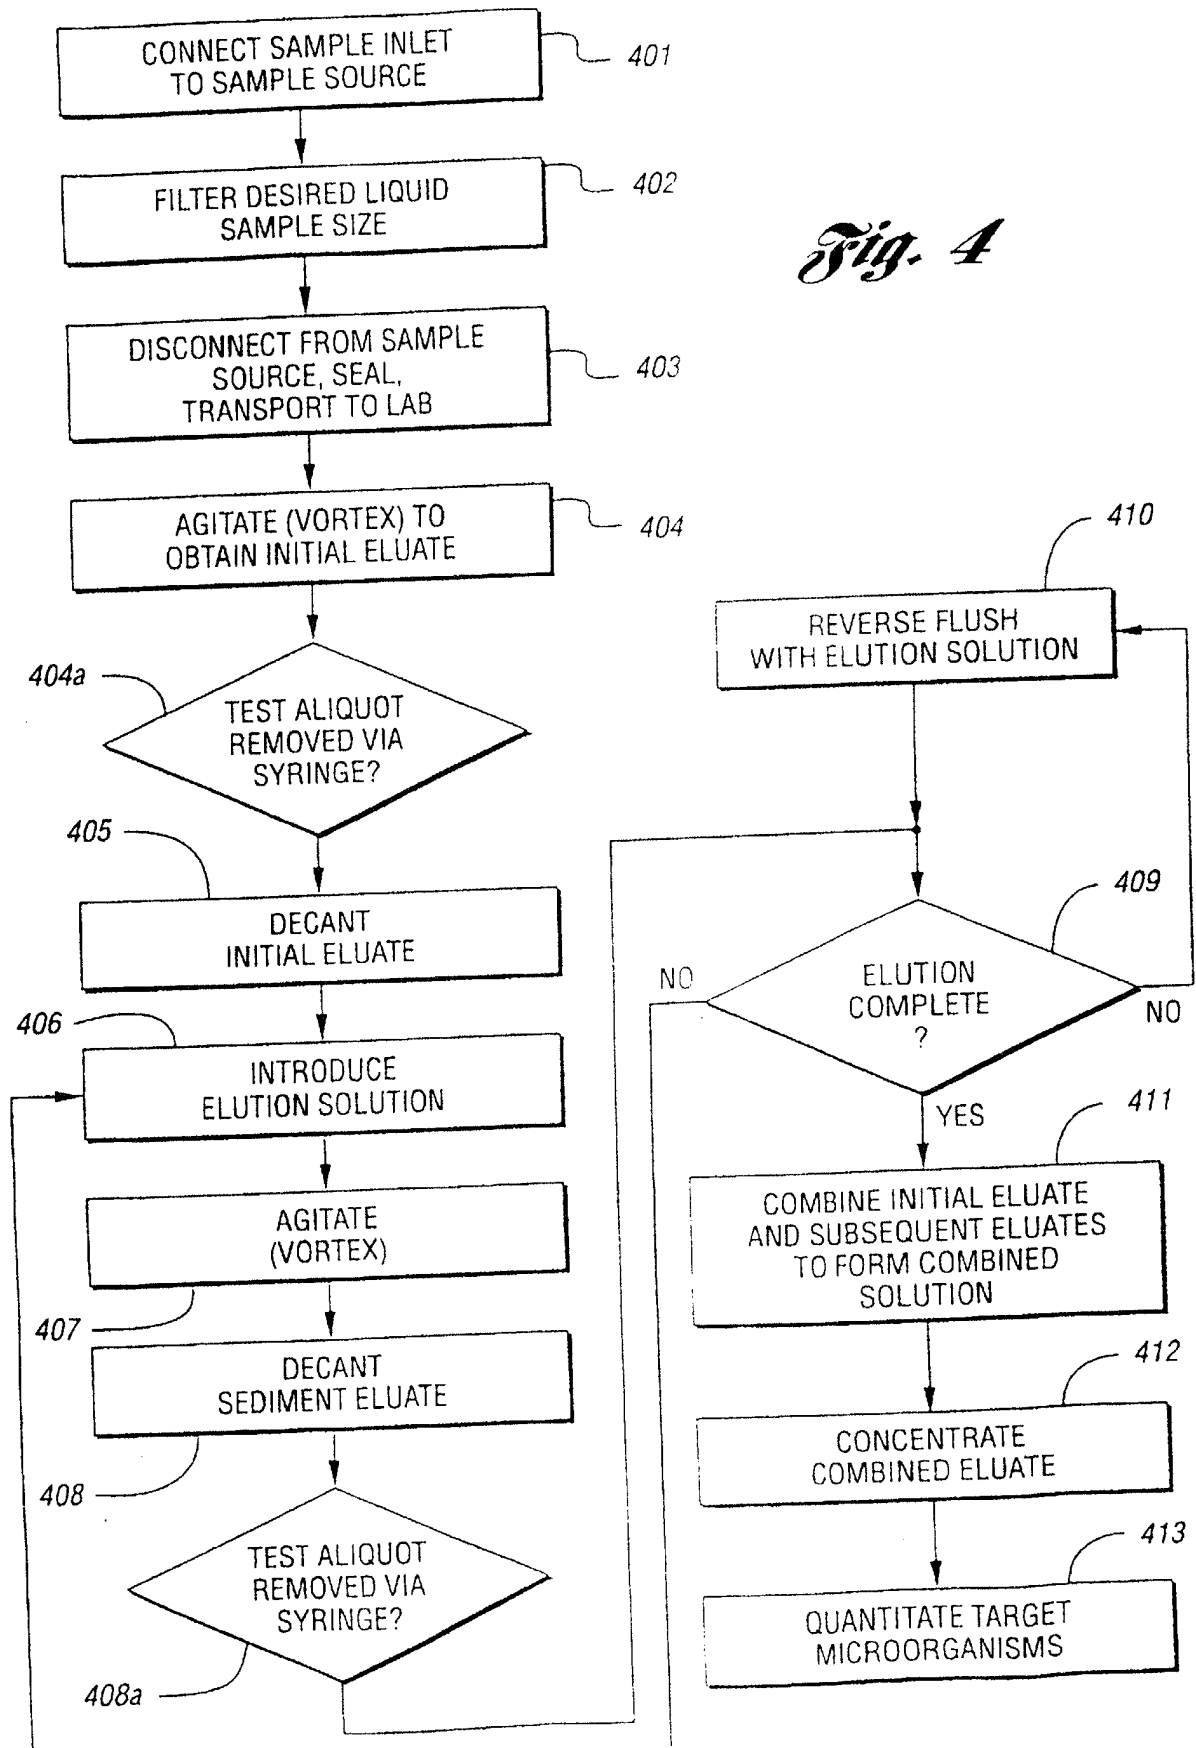 CONNECT SAMPLE INLET
TO SAMPLE SOURCE
401
FILTER DESIRED LIQUID
SAMPLE SIZE
402
Fig. 4
DISCONNECT FROM SAMPLE
SOURCE, SEAL,
TRANSPORT TO LAB
403
AGITATE (VORTEX) TO
OBTAIN INITIAL ELUATE
404
404a
TEST ALIQUOT
REMOVED VIA
SYRINGE?
405
DECANT
INITIAL ELUATE
406
INTRODUCE
ELUTION SOLUTION
AGITATE
(VORTEX)
407
DECANT
SEDIMENT ELUATE
408
TEST ALIQUOT
REMOVED VIA
SYRINGE?
408a
410
REVERSE FLUSH
WITH ELUTION SOLUTION
409
NO
ELUTION
COMPLETE
?
NO
YES
411
COMBINE INITIAL ELUATE
AND SUBSEQUENT ELUATES
TO FORM COMBINED
SOLUTION
412
CONCENTRATE
COMBINED ELUATE
413
QUANTITATE TARGET
MICROORGANISMS